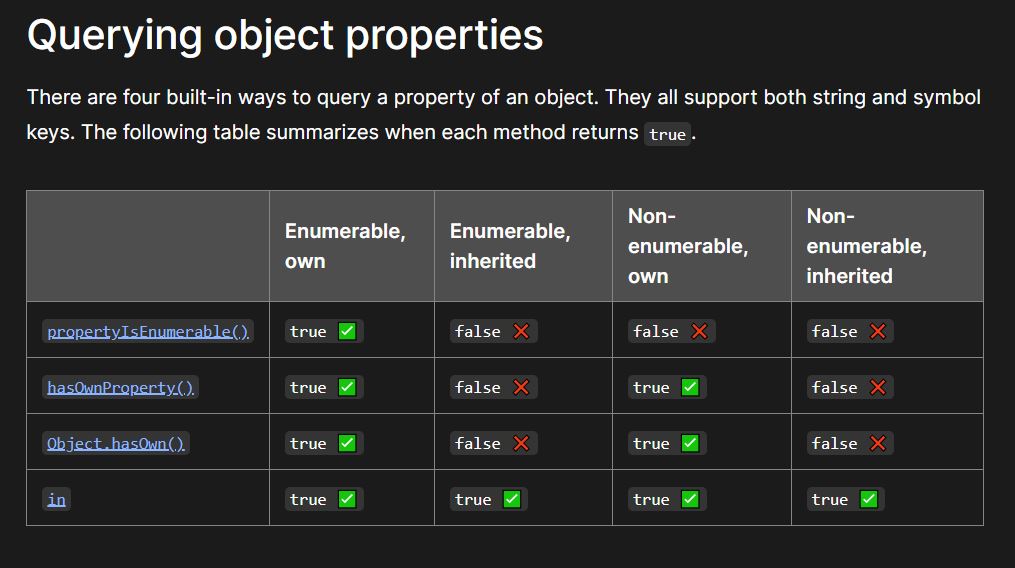 Querying object properties
There are four built-in ways to query a property of an object. They all support both string and symbol
keys. The following table summarizes when each method returns true.
Enumerable, own Enumerable, inherited Non-enumerable, own Non-enumerable, inherited
propertyIsEnumerable() true ✅ false ❌ false ❌ false ❌
hasOwnProperty() true ✅ false ❌ true ✅ false ❌
Object.hasOwn() true ✅ false ❌ true ✅ false ❌
in true ✅ true ✅ true ✅ true ✅